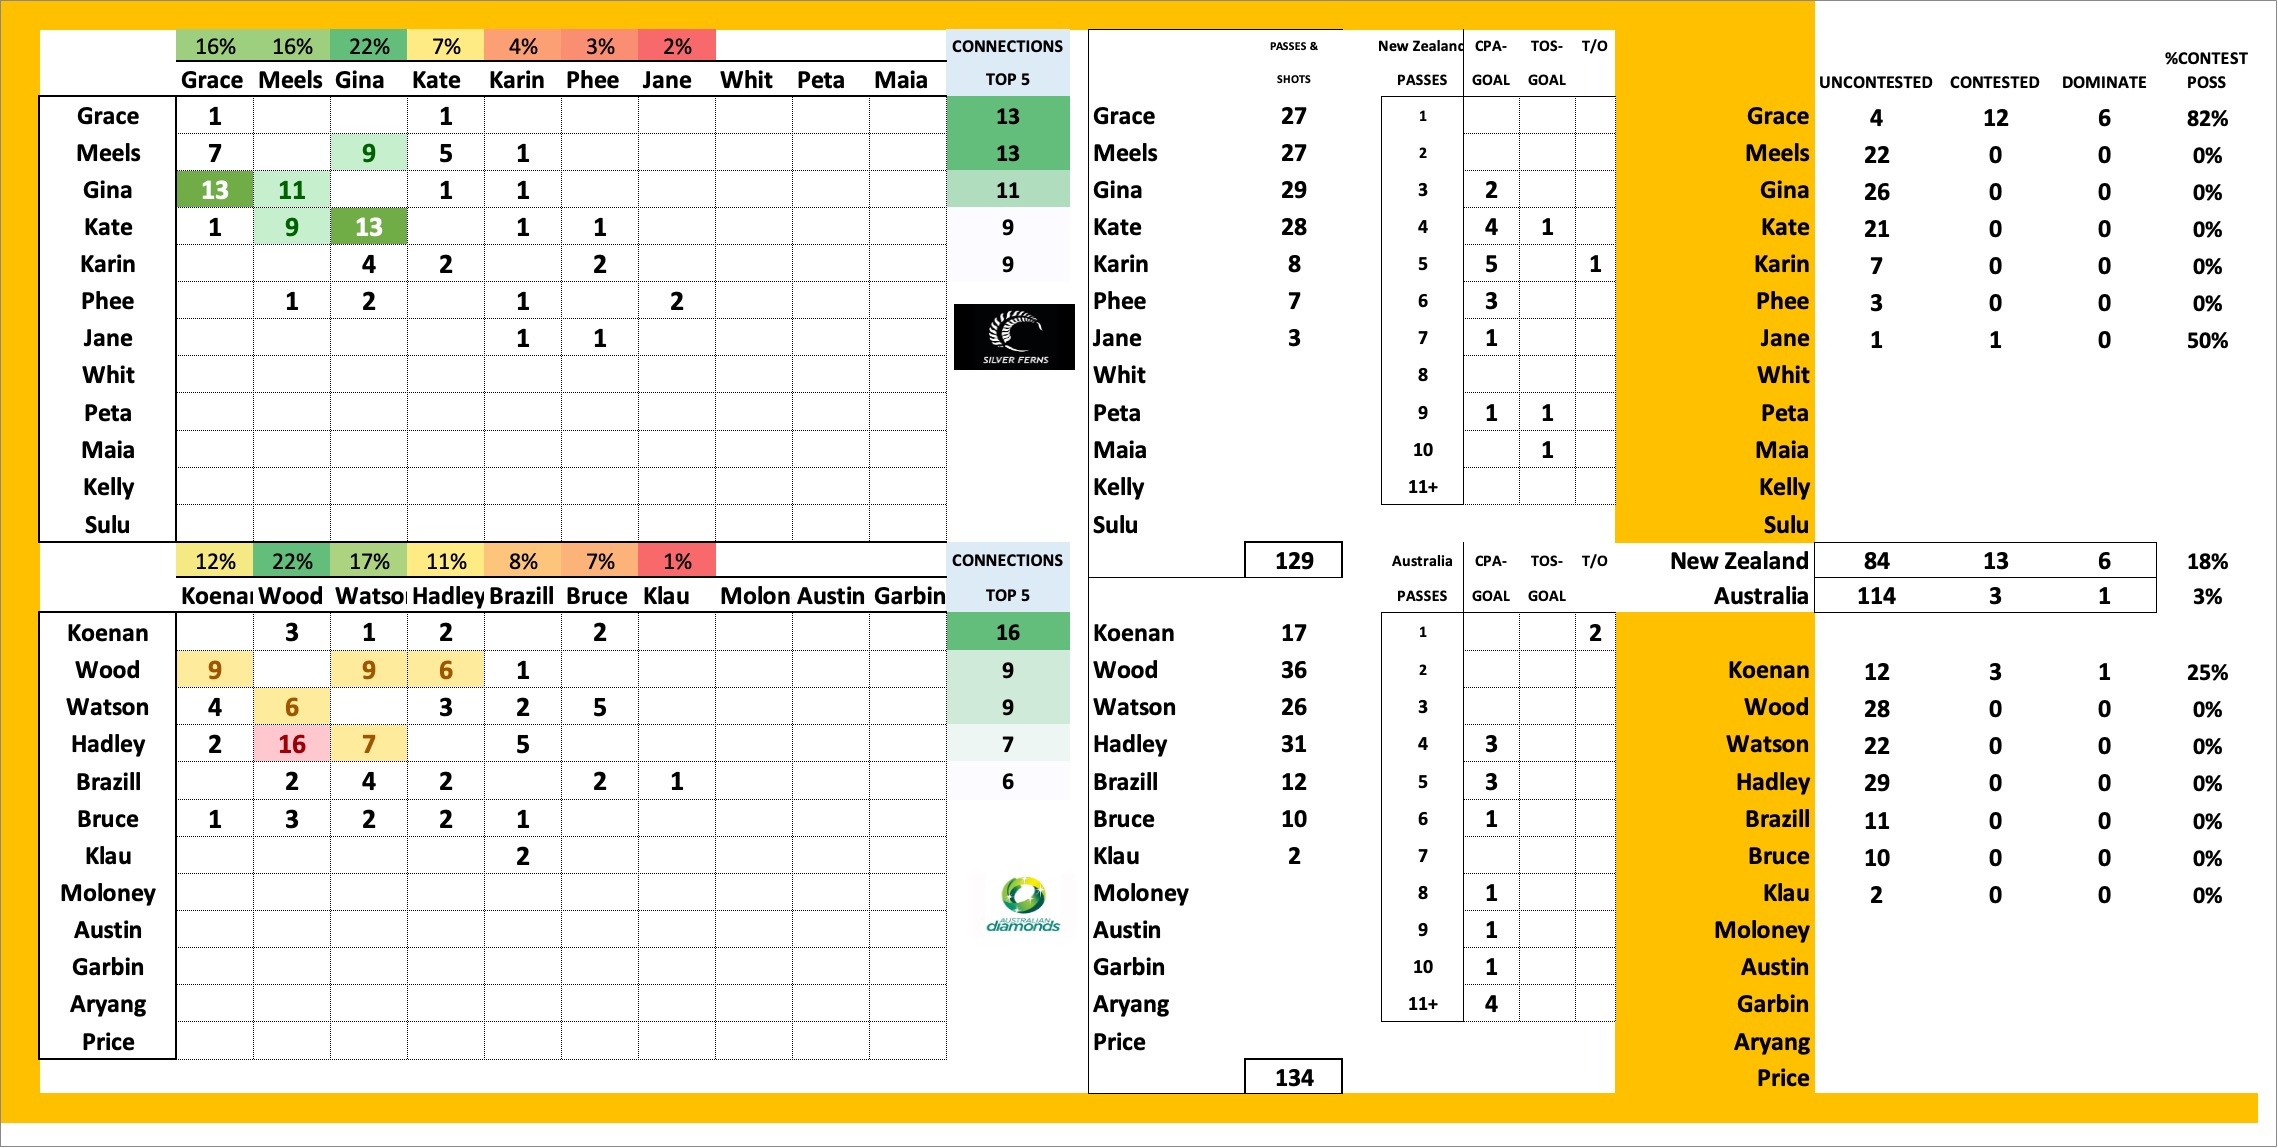 16% 16% 22% 7% 4% 3% 2% CONNECTIONS
Grace Meels Gina Kate Karin Phee Jane Whit Peta Maia TOP 5
Grace 1 1 13
Meels 7 9 5 1 13
Gina 13 11 1 1 11
Kate 1 9 13 1 1 9
Karin 4 2 2 9
Phee 1 2 1 2
Jane 1 1
Whit
Peta
Maia
Kelly
Sulu
SILVER FERNS
12% 22% 17% 11% 8% 7% 1% CONNECTIONS
Koenai Wood Watsoi Hadley Brazill Bruce Klau Molon Austin Garbin TOP 5
Koenan 3 1 2 2 16
Wood 9 9 6 1 9
Watson 4 6 3 2 5 9
Hadley 2 16 7 5 7
Brazill 2 4 2 2 1 6
Bruce 1 3 2 2 1
Klau 2
Moloney
Austin
Garbin
Aryang
Price
AUSTRALIAN
diamonds
PASSES &
SHOTS
Grace 27
Meels 27
Gina 29
Kate 28
Karin 8
Phee 7
Jane 3
Whit
Peta
Maia
Kelly
Sulu
129
Koenan 17
Wood 36
Watson 26
Hadley 31
Brazill 12
Bruce 10
Klau 2
Moloney
Austin
Garbin
Aryang
Price
134
New Zealand CPA- TOS- T/O
PASSES GOAL GOAL
1
2
3 2
4 4 1
5 5 1
6 3
7 1
8
9 1 1
10 1
11+
Australia CPA- TOS- T/O
PASSES GOAL GOAL
1 2
2
3
4 3
5 3
6 1
7
8 1
9 1
10 1
11+ 4
%CONTEST
UNCONTESTED CONTESTED DOMINATE POSS
Grace 4 12 6 82%
Meels 22 0 0 0%
Gina 26 0 0 0%
Kate 21 0 0 0%
Karin 7 0 0 0%
Phee 3 0 0 0%
Jane 1 1 0 50%
Whit
Peta
Maia
Kelly
Sulu
New Zealand 84 13 6 18%
Australia 114 3 1 3%
Koenan 12 3 1 25%
Wood 28 0 0 0%
Watson 22 0 0 0%
Hadley 29 0 0 0%
Brazill 11 0 0 0%
Bruce 10 0 0 0%
Klau 2 0 0 0%
Moloney
Austin
Garbin
Aryang
Price